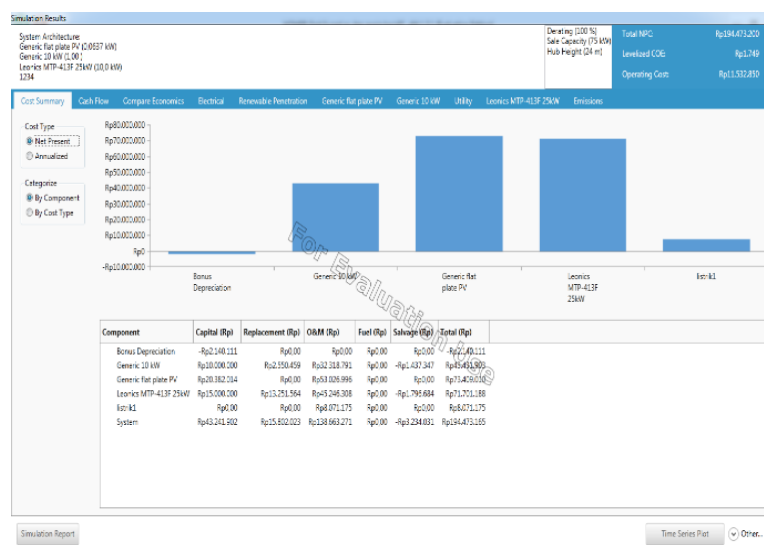 Simulation Results
System Architecture:
Generic flat plate PV (0,0637 kW)
Generic 10 kW (1,00 )
Leonics MTP-413F 25kW (10,0 kW)
1234
Derating (100 %)
Sale Capacity (75 kW)
Hub Height (24 m)
Total NPC: Rp194.473.200
Levelized COE: Rp1.749
Operating Cost: Rp11.532.850
Cost Summary Cash Flow Compare Economics Electrical Renewable Penetration Generic flat plate PV Generic 10 kW Utility Leonics MTP-413F 25kW Emissions
Cost Type
Net Present
Annualized
Categorize
By Component
By Cost Type
Rp80.000.000
Rp70.000.000
Rp60.000.000
Rp50.000.000
Rp40.000.000
Rp30.000.000
Rp20.000.000
Rp10.000.000
Rp0
-Rp10.000.000
Bonus
Depreciation
Generic 10 kW
Generic flat
plate PV
Leonics
MTP-413F
25kW
listrik1
For Evaluation Use
Component Capital (Rp) Replacement (Rp) O&M (Rp) Fuel (Rp) Salvage (Rp) Total (Rp)
Bonus Depreciation -Rp2.140.111 Rp0,00 Rp0,00 Rp0,00 Rp0,00 -Rp2.140.111
Generic 10 kW Rp10.000.000 Rp2.550.459 Rp32.318.791 Rp0,00 -Rp1.437.347
Generic flat plate PV Rp20.382.014 Rp0,00 Rp53.026.996 Rp0,00 Rp0,00 Rp73.409.010
Leonics MTP-413F 25kW Rp15.000.000 Rp13.251.564 Rp45.246.308 Rp0,00 -Rp1.796.684 Rp71.701.188
listrik1 Rp0,00 Rp0,00 Rp8.071.175 Rp0,00 Rp0,00 Rp8.071.175
System Rp43.241.902 Rp15.802.023 Rp138.663.271 Rp0,00 -Rp3.234.031 Rp194.473.165
Simulation Report
Time Series Plot
Other...